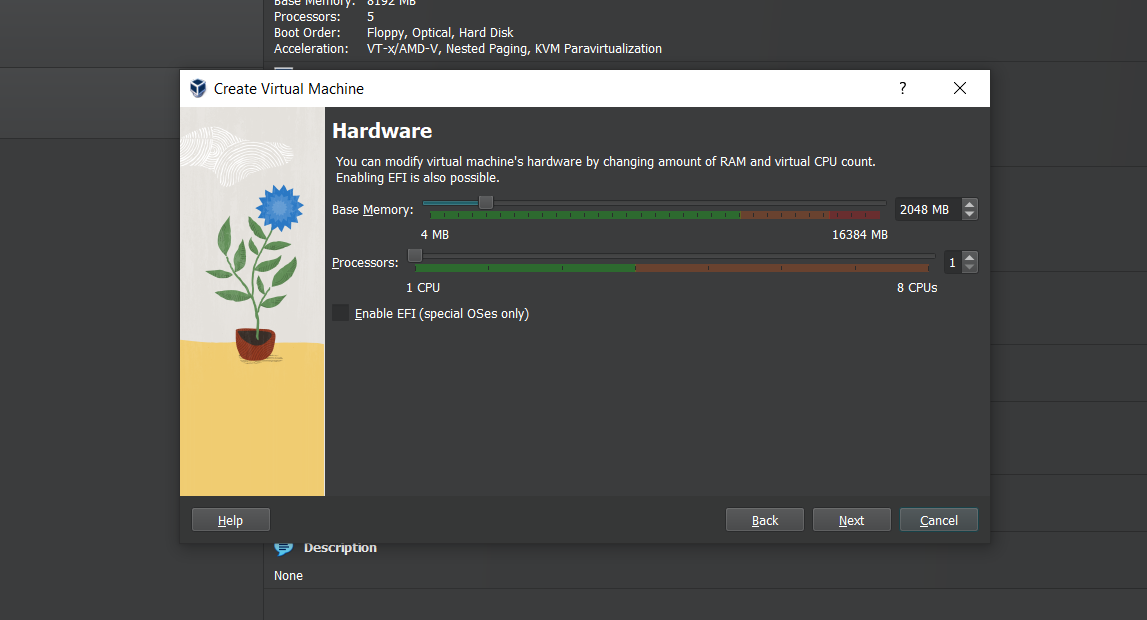 Base Memory: 8192 MB
Processors: 5
Boot Order: Floppy, Optical, Hard Disk
Acceleration: VT-x/AMD-V, Nested Paging, KVM Paravirtualization
Create Virtual Machine
?
Hardware
You can modify virtual machine's hardware by changing amount of RAM and virtual CPU count.
Enabling EFI is also possible.
Base Memory: 2048 MB
4 MB 16384 MB
Processors: 1
1 CPU 8 CPUs
Enable EFI (special OSes only)
Help Back Next Cancel
Description
None